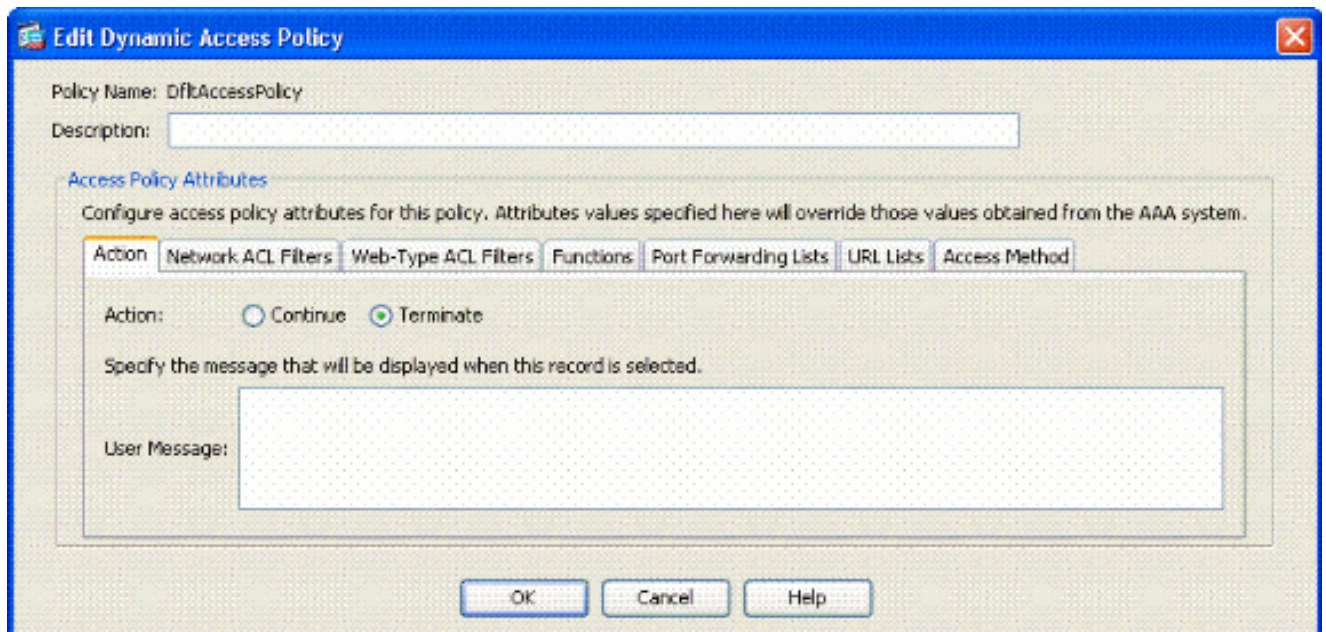 Edit Dynamic Access Policy
Policy Name: DfltAccessPolicy
Description:
Access Policy Attributes
Configure access policy attributes for this policy. Attributes values specified here will override those values obtained from the AAA system.
Action Network ACL Filters Web-Type ACL Filters Functions Port Forwarding Lists URL Lists Access Method
Action: Continue Terminate
Specify the message that will be displayed when this record is selected.
User Message:
OK Cancel Help